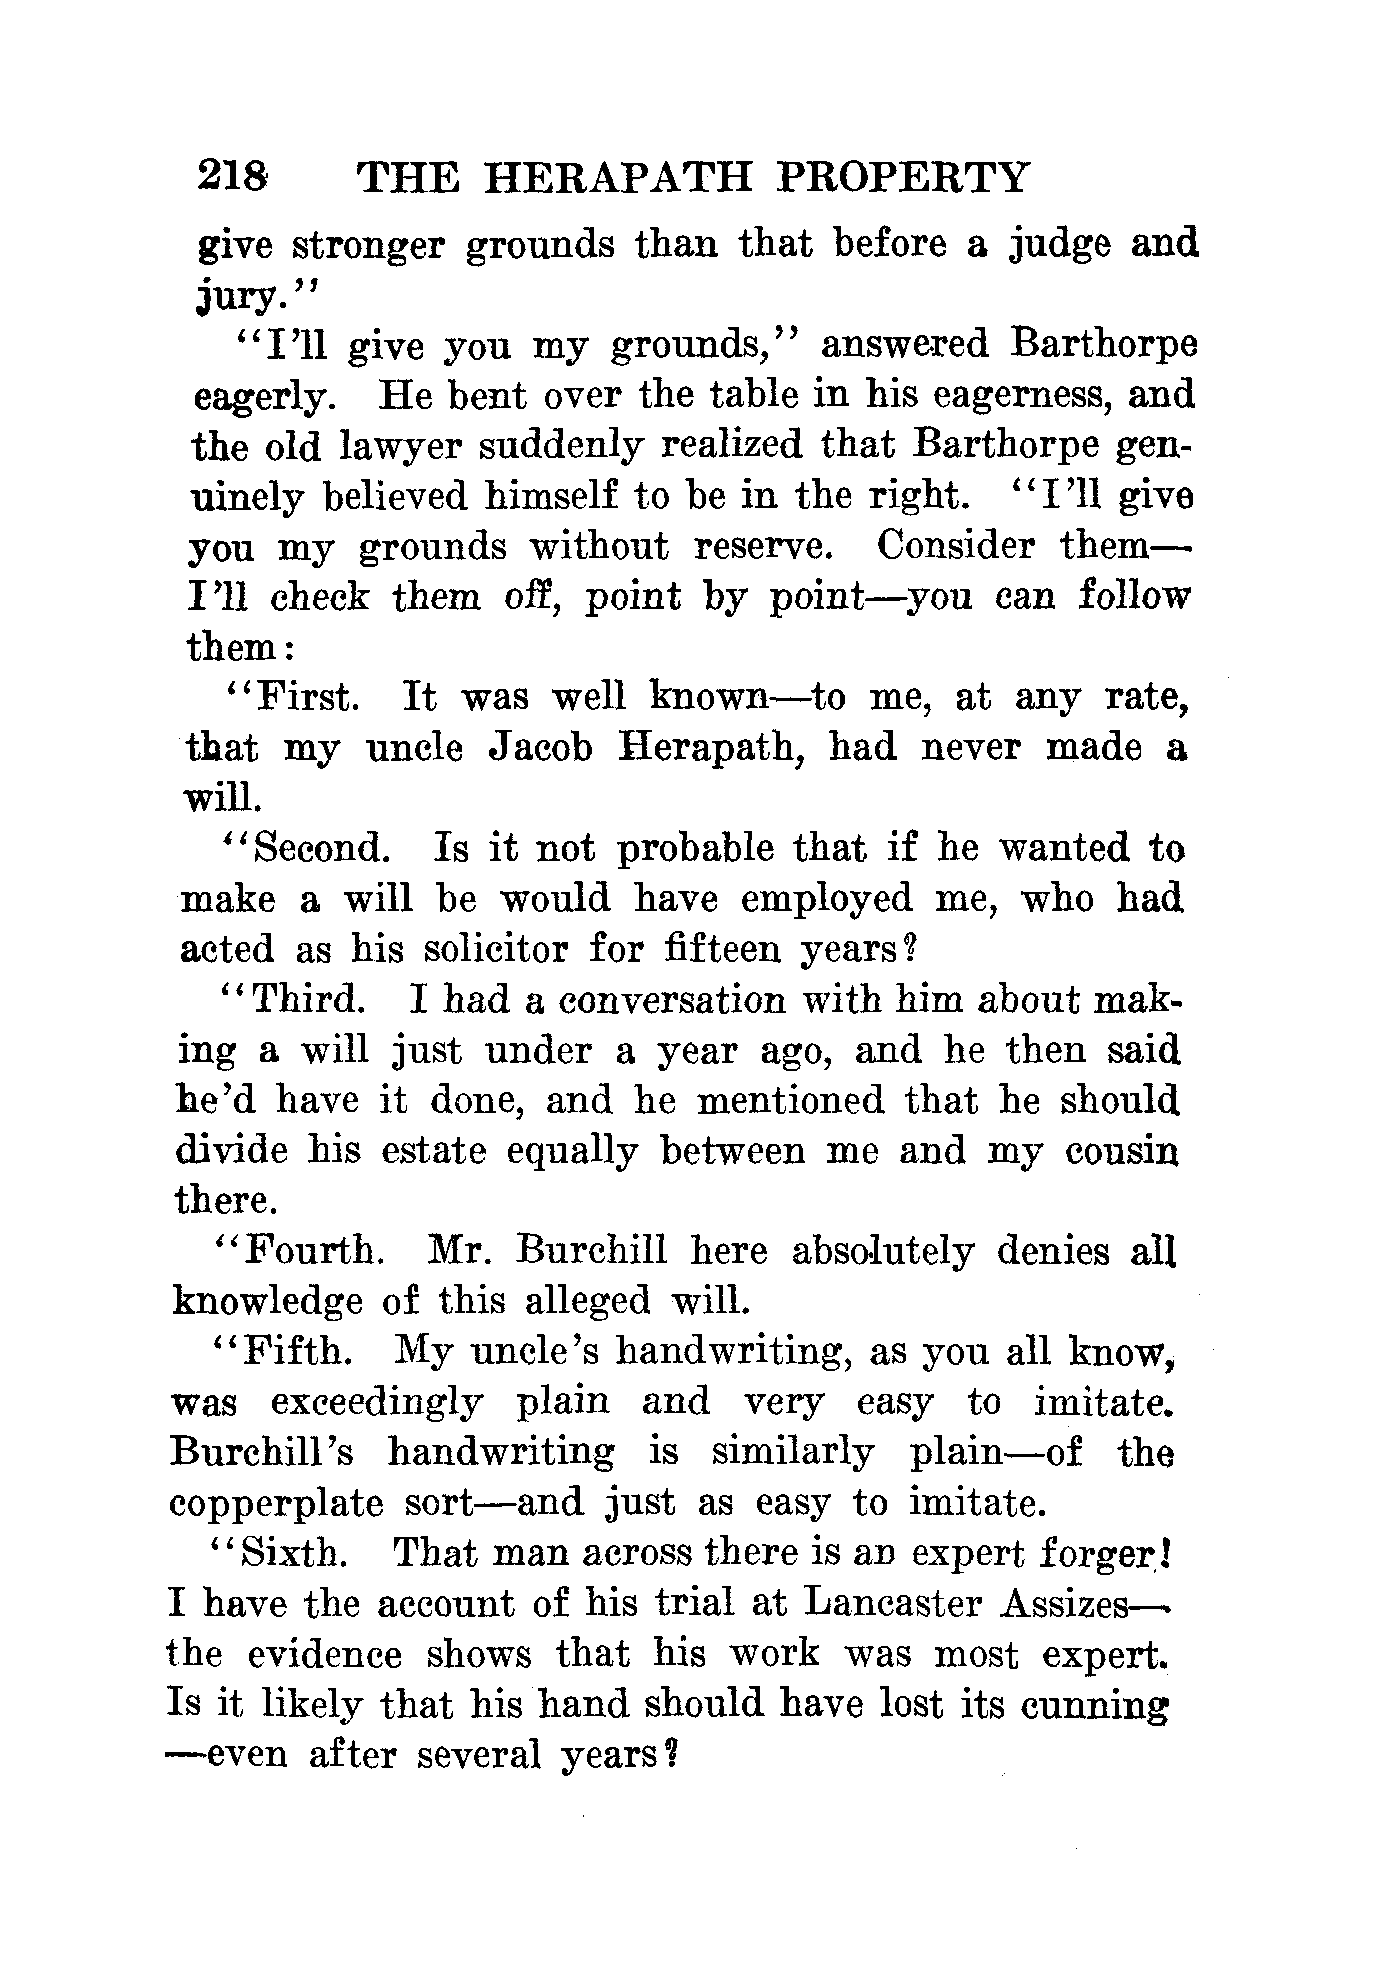 218 THE HERAPATH PROPERTY
give stronger grounds than that before a judge and
jury."
"I'll give you my grounds," answered Barthorpe
eagerly. He bent over the table in his eagerness, and
the old lawyer suddenly realized that Barthorpe gen-
uinely believed himself to be in the right. "I'll give
you my grounds without reserve. Consider them—
I'll check them off, point by point—you can follow
them:
"First. It was well known—to me, at any rate,
that my uncle Jacob Herapath, had never made a
will.
"Second. Is it not probable that if he wanted to
make a will be would have employed me, who had
acted as his solicitor for fifteen years?
"Third. I had a conversation with him about mak-
ing a will just under a year ago, and he then said
he'd have it done, and he mentioned that he should
divide his estate equally between me and my cousin
there.
"Fourth. Mr. Burchill here absolutely denies all
knowledge of this alleged will.
"Fifth. My uncle's handwriting, as you all know,
was exceedingly plain and very easy to imitate.
Burchill's handwriting is similarly plain—of the
copperplate sort—and just as easy to imitate.
"Sixth. That man across there is an expert forger!
I have the account of his trial at Lancaster Assizes—
the evidence shows that his work was most expert.
Is it likely that his hand should have lost its cunning
—even after several years?